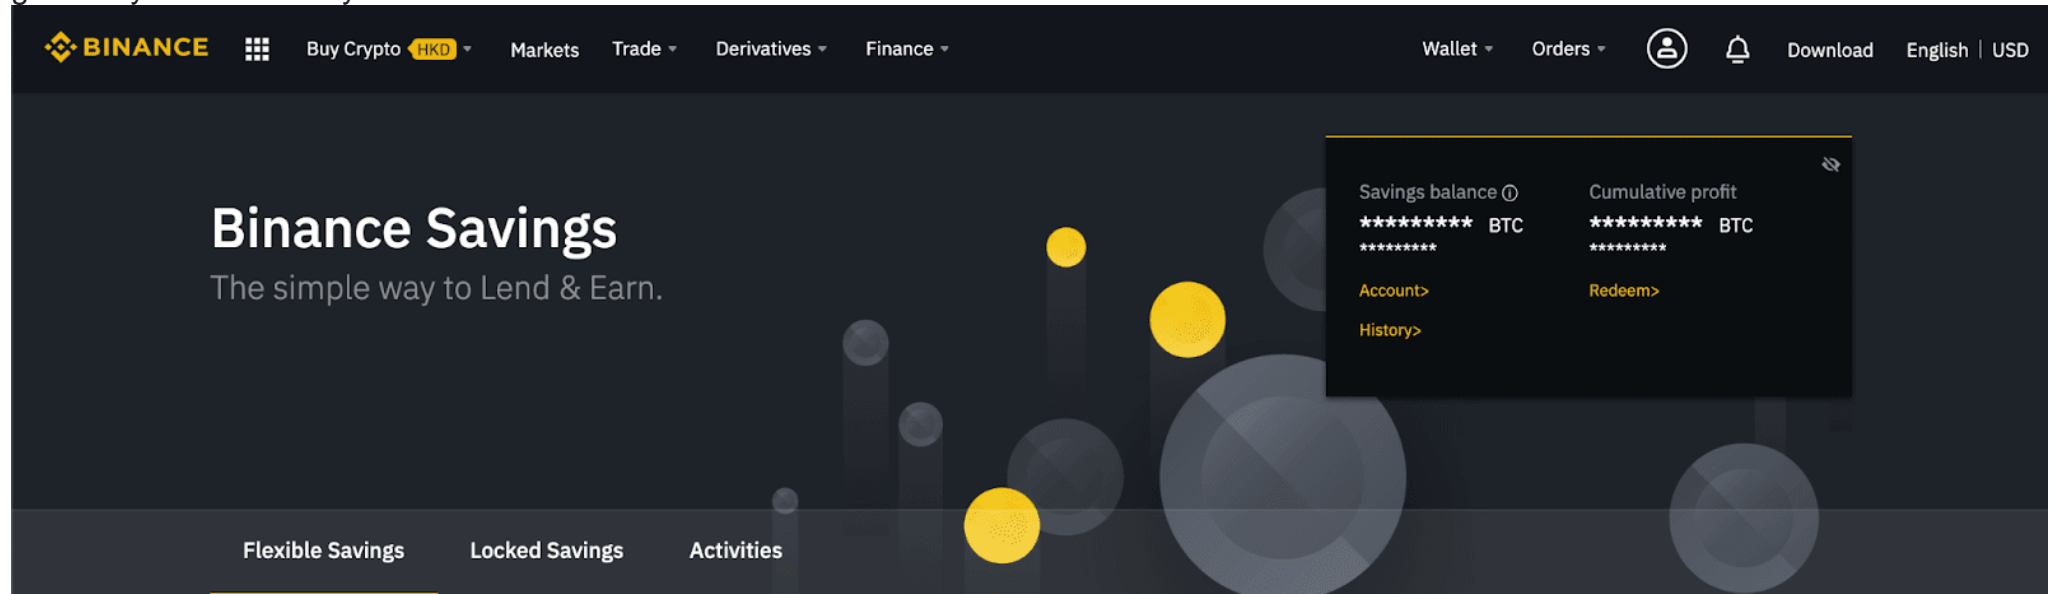 BINANCE Buy Crypto HKD Markets Trade Derivatives Finance Wallet Orders Download English | USD
Binance Savings
The simple way to Lend & Earn.
Savings balance Cumulative profit
********* BTC ********* BTC
********* *********
Account> Redeem>
History>
Flexible Savings Locked Savings Activities